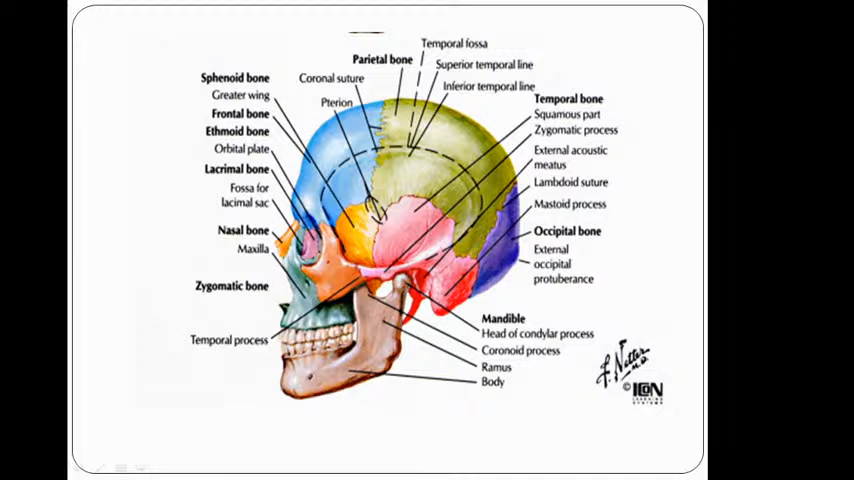 Temporal fossa
Parietal bone
Superior temporal line
Sphenoid bone
Coronal suture
Inferior temporal line
Greater wing
Pterion
Frontal bone
Ethmoid bone
Orbital plate
Lacrimal bone
Fossa for
lacimal sac
Nasal bone
Maxilla
Zygomatic bone
Temporal process
Temporal bone
Squamous part
Zygomatic process
External acoustic
meatus
Lambdoid suture
Mastoid process
Occipital bone
External
occipital
protuberance
Mandible
Head of condylar process
Coronoid process
Ramus
Body
F. Netter
M.D.
© ICON
LEARNING
SYSTEMS